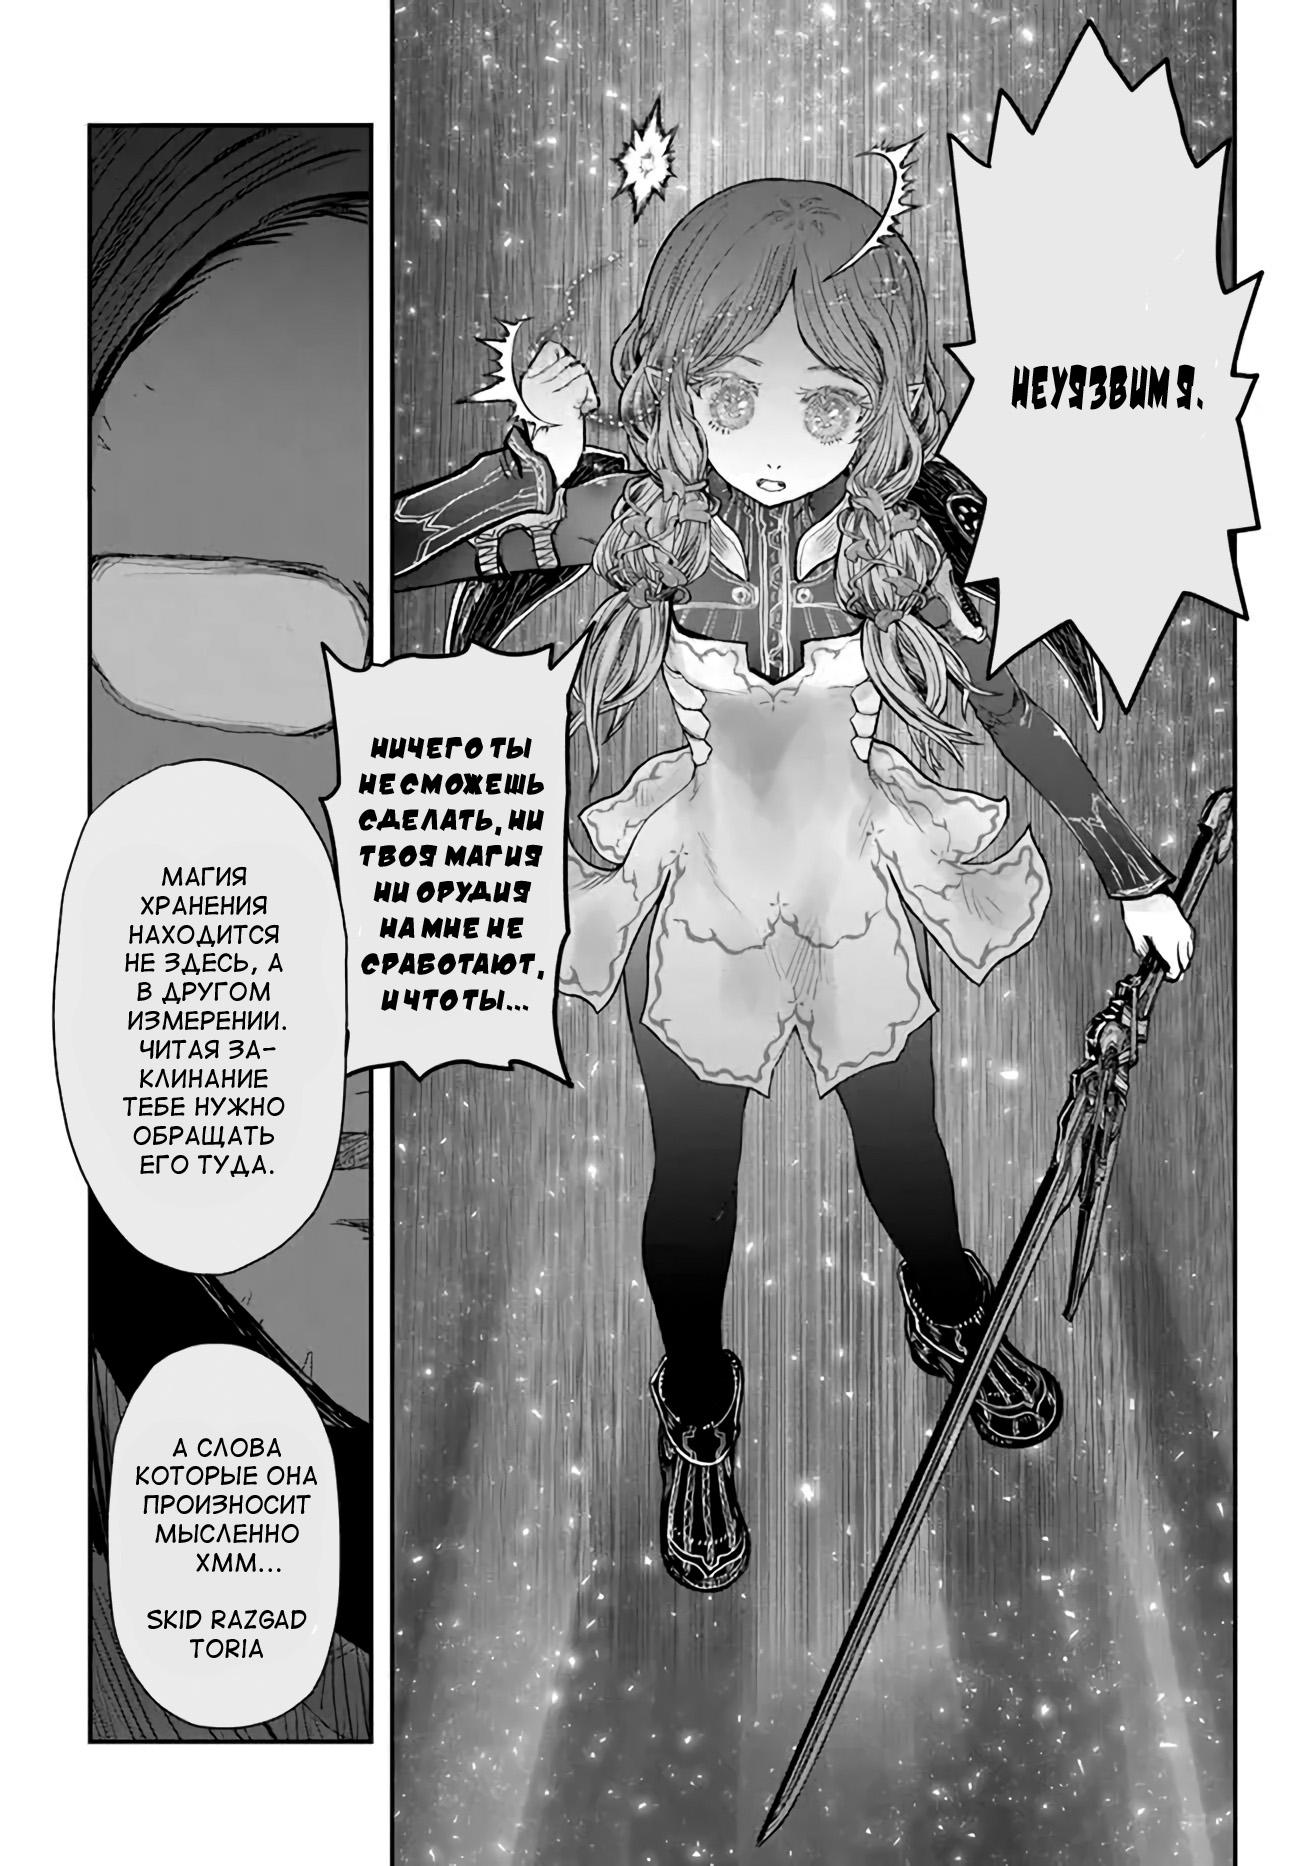 НЕУЯЗВИМЯ.
НИЧЕГО ТЫ
НЕ СМОЖЕШЬ
СДЕЛАТЬ, НИ
ТВОЯ МАГИЯ
НИ ОРУДИЯ
НА МНЕ НЕ
СРАБОТАЮТ,
И ЧТО ТЫ...
МАГИЯ
ХРАНЕНИЯ
НАХОДИТСЯ
НЕ ЗДЕСЬ, А
В ДРУГОМ
ИЗМЕРЕНИИ.
ЧИТАЯ ЗА-
КЛИНАНИЕ
ТЕБЕ НУЖНО
ОБРАЩАТЬ
ЕГО ТУДА.
А СЛОВА
КОТОРЫЕ ОНА
ПРОИЗНОСИТ
МЫСЛЕННО
ХММ...
SKID RAZGAD
TORIA